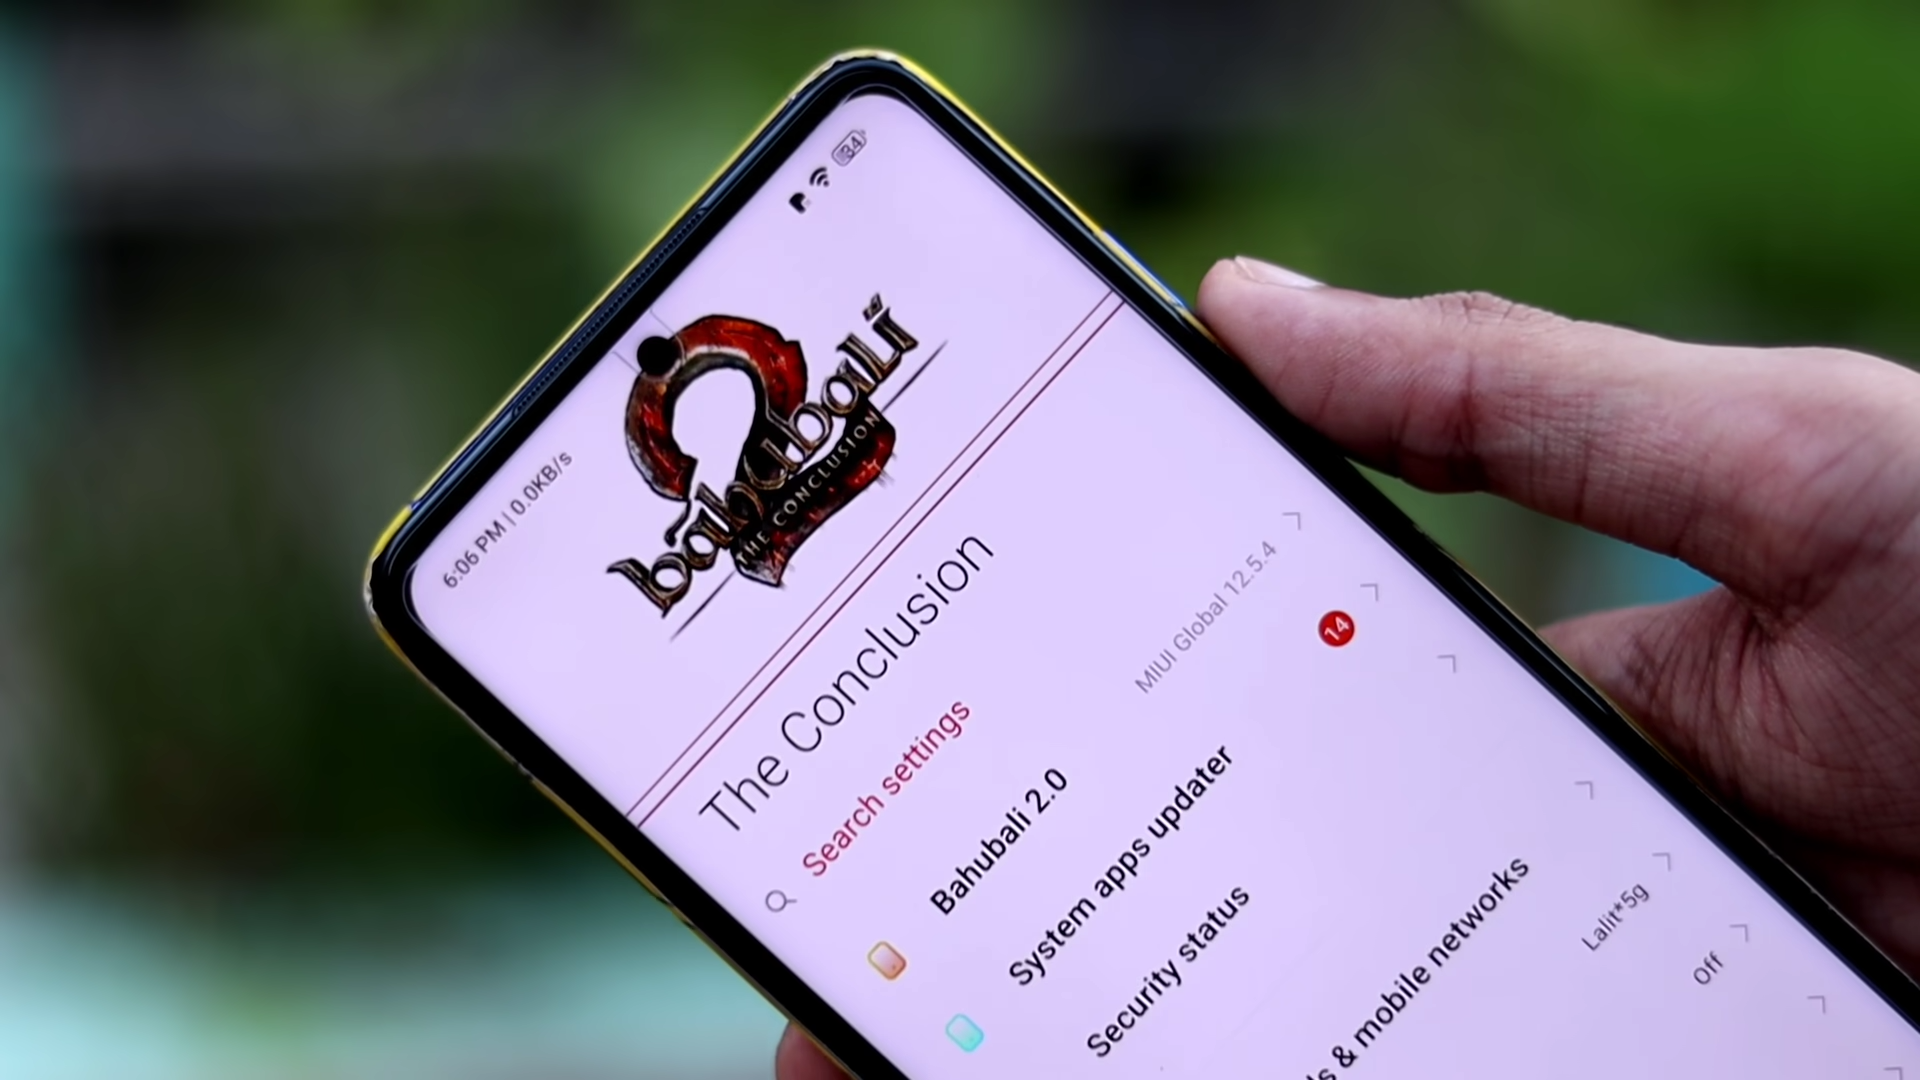 6:06 PM | 0.0KB/s
34
2
bahubali
THE CONCLUSION
The Conclusion
Search settings
Bahubali 2.0
MIUI Global 12.5.4
System apps updater
14
Security status
& mobile networks
Lalit*5g
Off